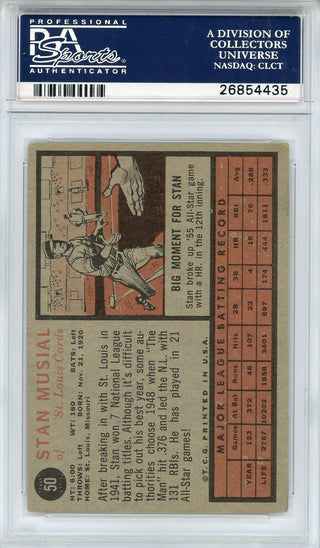 PROFESSIONAL
PSA
Sports
AUTHENTICATOR
A DIVISION OF
COLLECTORS
UNIVERSE
NASDAQ: CLCT
26854435
50
STAN MUSIAL
of St. Louis Cards
HT: 6:00 WT: 180 BATS: Left
THROWS: Left BORN: Nov. 21, 1920
HOME: St. Louis, Missouri
After breaking in with St. Louis in
1941, Stan won 7 National League
batting titles. Although it's difficult
to pick out his best year, some au-
thorities choose 1948 when "The
Man" hit .376 and led the N.L. with
131 RBIs. He has played in 21
All-Star games!
BIG MOMENT FOR STAN
Stan broke up '55 All-Star game
with a HR. in the 12th inning.
© T.C.G. PRINTED IN U.S.A.
MAJOR LEAGUE BATTING RECORD
Games At Bat Runs Hits 2B 3B HR RBI Avg
YEAR 123 372 46 107 22 4 15 70 .288
LIFE 2767 10202 1858 3401 697 174 444 1811 .333